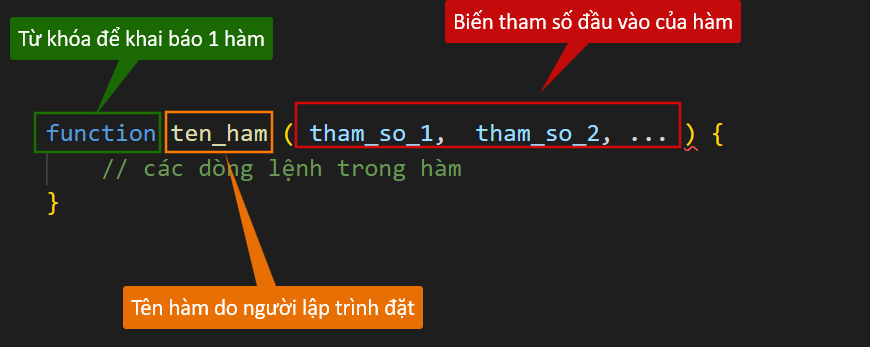 Biến tham số đầu vào của hàm
Từ khóa để khai báo 1 hàm
function ten_ham ( tham_so_1, tham_so_2, ... ) {
// các dòng lệnh trong hàm
}
Tên hàm do người lập trình đặt